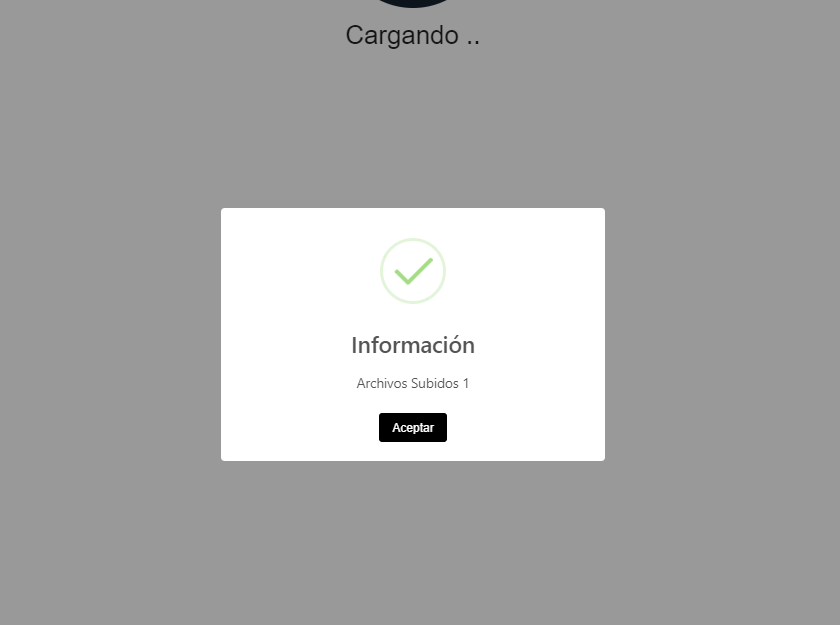 Cargando ..
Información
Archivos Subidos 1
Aceptar